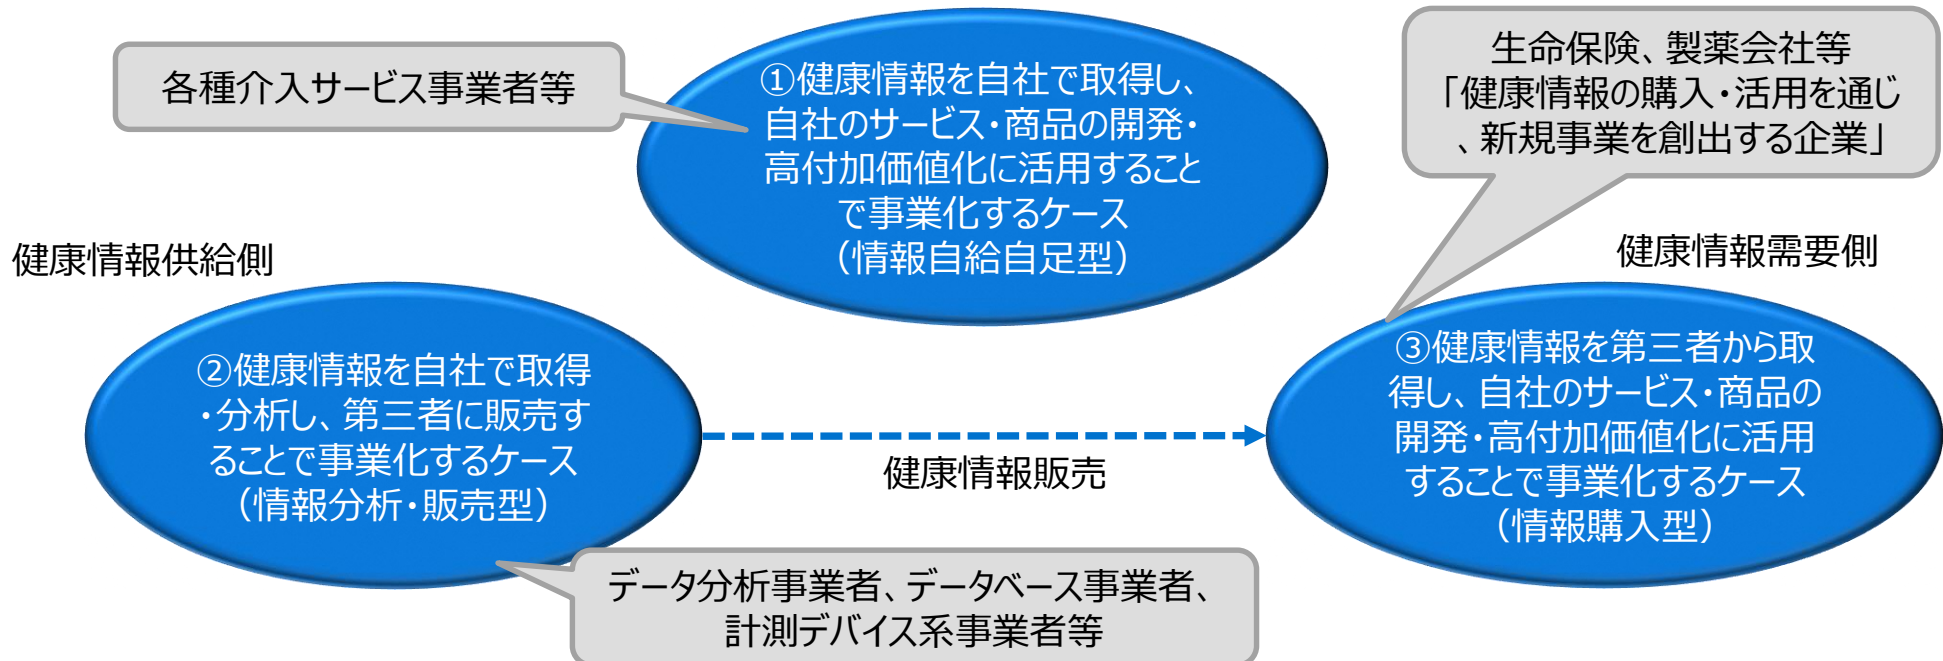 各種介入サービス事業者等
①健康情報を自社で取得し、
自社のサービス・商品の開発・
高付加価値化に活用すること
で事業化するケース
（情報自給自足型）
生命保険、製薬会社等
「健康情報の購入・活用を通じ
、新規事業を創出する企業」
健康情報供給側
健康情報需要側
②健康情報を自社で取得
・分析し、第三者に販売す
ることで事業化するケース
（情報分析・販売型）
健康情報販売
③健康情報を第三者から取
得し、自社のサービス・商品の
開発・高付加価値化に活用
することで事業化するケース
（情報購入型）
データ分析事業者、データベース事業者、
計測デバイス系事業者等